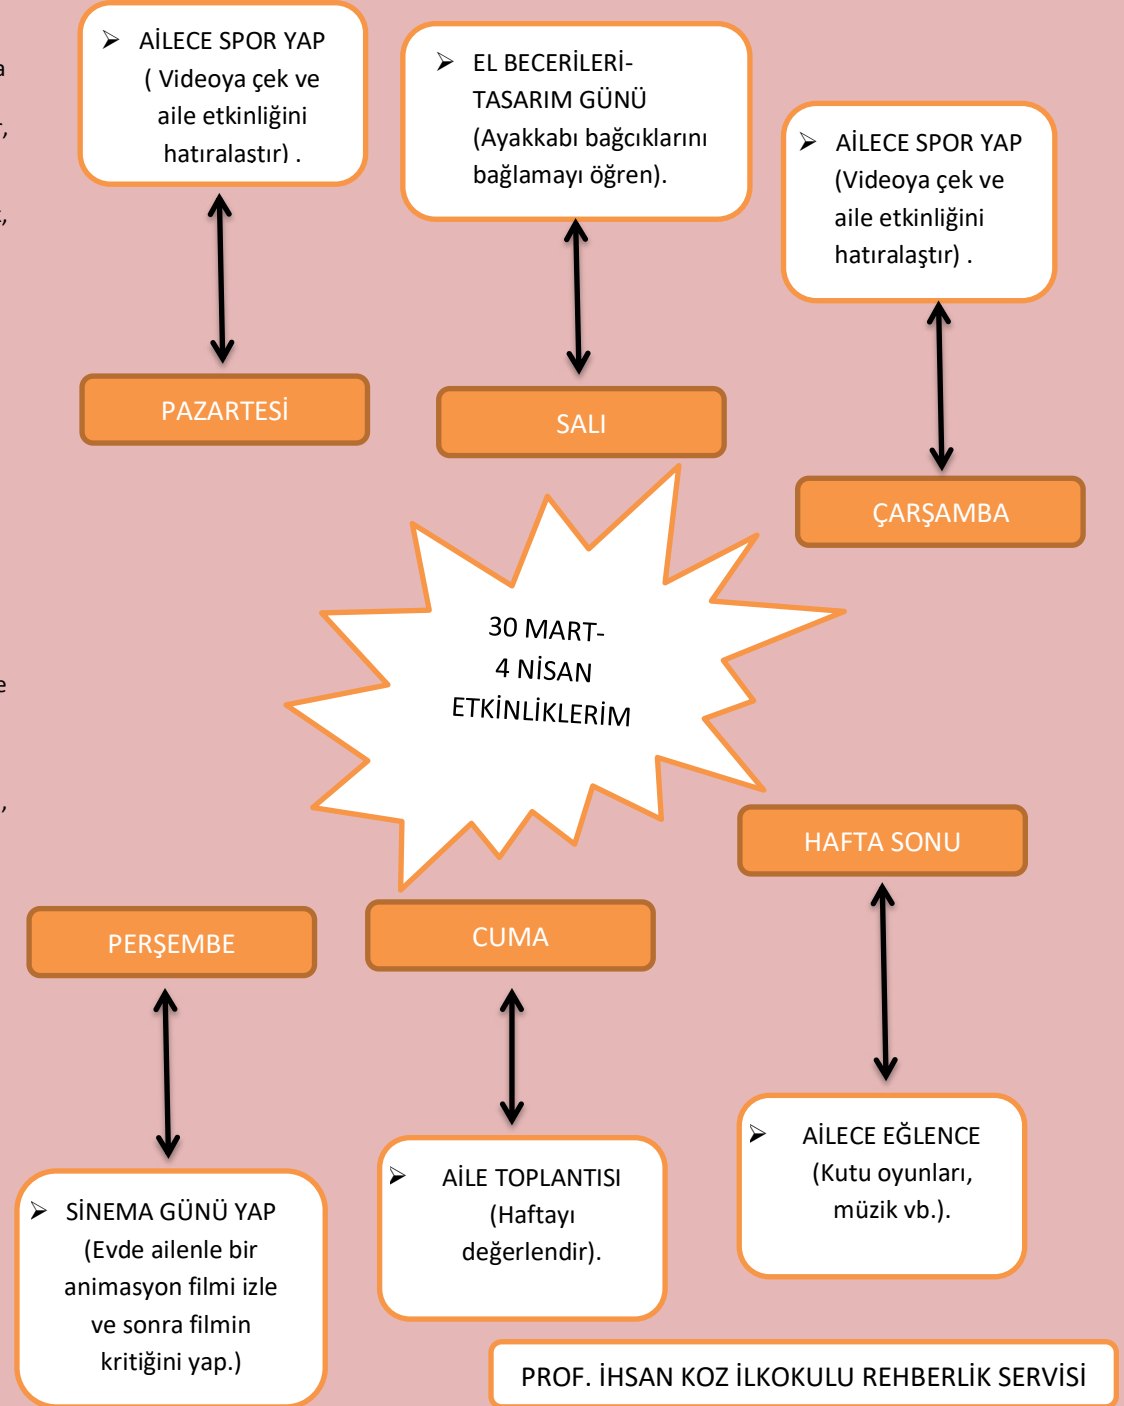 AİLECE SPOR YAP
( Videoya çek ve
aile etkinliğini
hatıralaştır) .
EL BECERİLERİ-
TASARIM GÜNÜ
(Ayakkabı bağcıklarını
bağlamayı öğren).
AİLECE SPOR YAP
(Videoya çek ve
aile etkinliğini
hatıralaştır) .
PAZARTESİ
SALI
ÇARŞAMBA
30 MART-
4 NİSAN
ETKİNLİKLERİM
HAFTA SONU
PERŞEMBE
CUMA
SİNEMA GÜNÜ YAP
(Evde ailenle bir
animasyon filmi izle
ve sonra filmin
kritiğini yap.)
AİLE TOPLANTISI
(Haftayı
değerlendir).
AİLECE EĞLENCE
(Kutu oyunları,
müzik vb.).
PROF. İHSAN KOZ İLKOKULU REHBERLİK SERVİSİ